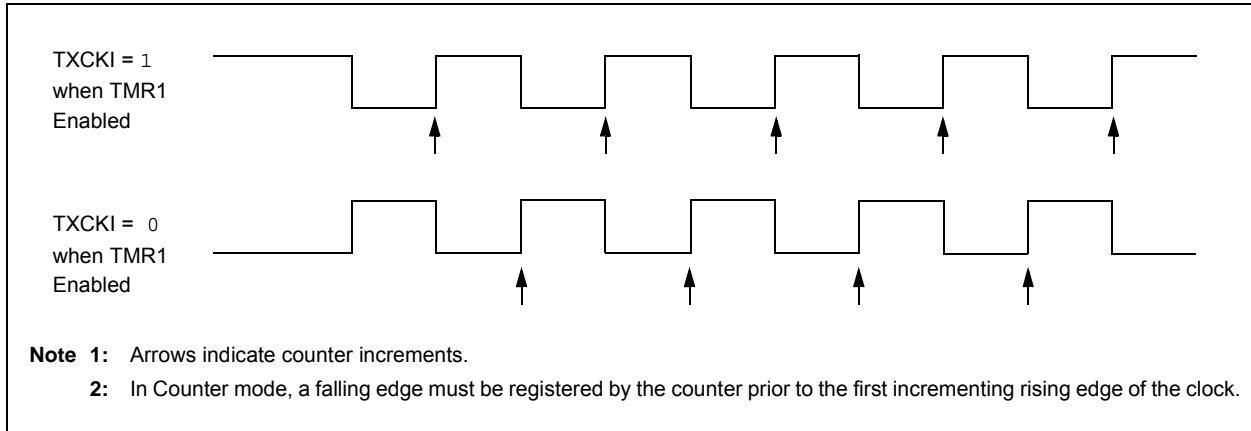 TXCKI = 1
when TMR1
Enabled
TXCKI = 0
when TMR1
Enabled
Note 1: Arrows indicate counter increments.
2: In Counter mode, a falling edge must be registered by the counter prior to the first incrementing rising edge of the clock.